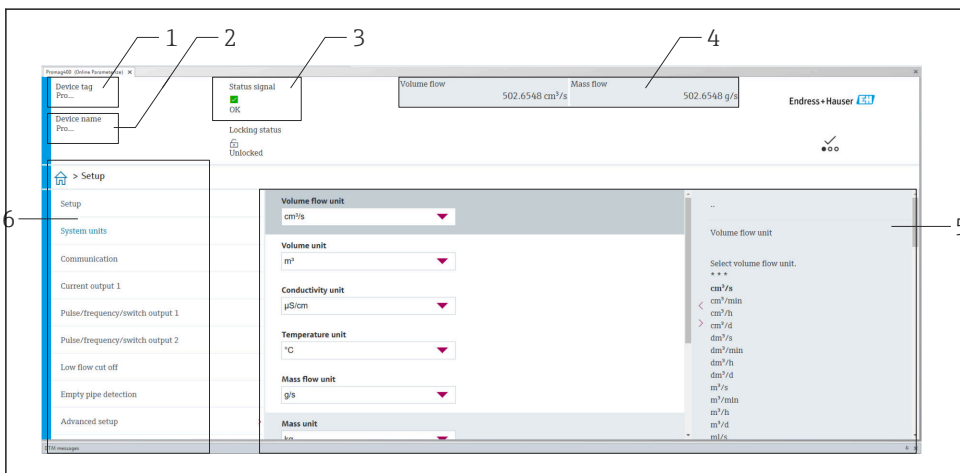 1
2
3
4
Promag400 (Online Parameterize) ×
Device tag
Pro...
Device name
Pro...
Status signal
OK
Locking status
Unlocked
Volume flow
502.6548 cm³/s
Mass flow
502.6548 g/s
Endress+Hauser EH
> Setup
6
Setup
System units
Communication
Current output 1
Pulse/frequency/switch output 1
Pulse/frequency/switch output 2
Low flow cut off
Empty pipe detection
Advanced setup
Volume flow unit
cm³/s
Volume unit
m³
Conductivity unit
µS/cm
Temperature unit
°C
Mass flow unit
g/s
Mass unit
kg
..
Volume flow unit
Select volume flow unit.
* * *
cm³/s
cm³/min
cm³/h
cm³/d
dm³/s
dm³/min
dm³/h
dm³/d
m³/s
m³/min
m³/h
m³/d
ml/s
5
DTM messages